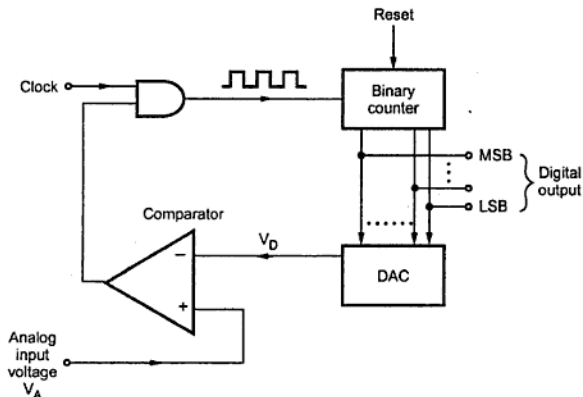 Reset
Clock
Binary
counter
MSB
Digital
output
LSB
Comparator
V_D
DAC
−
+
Analog
input
voltage
V_A